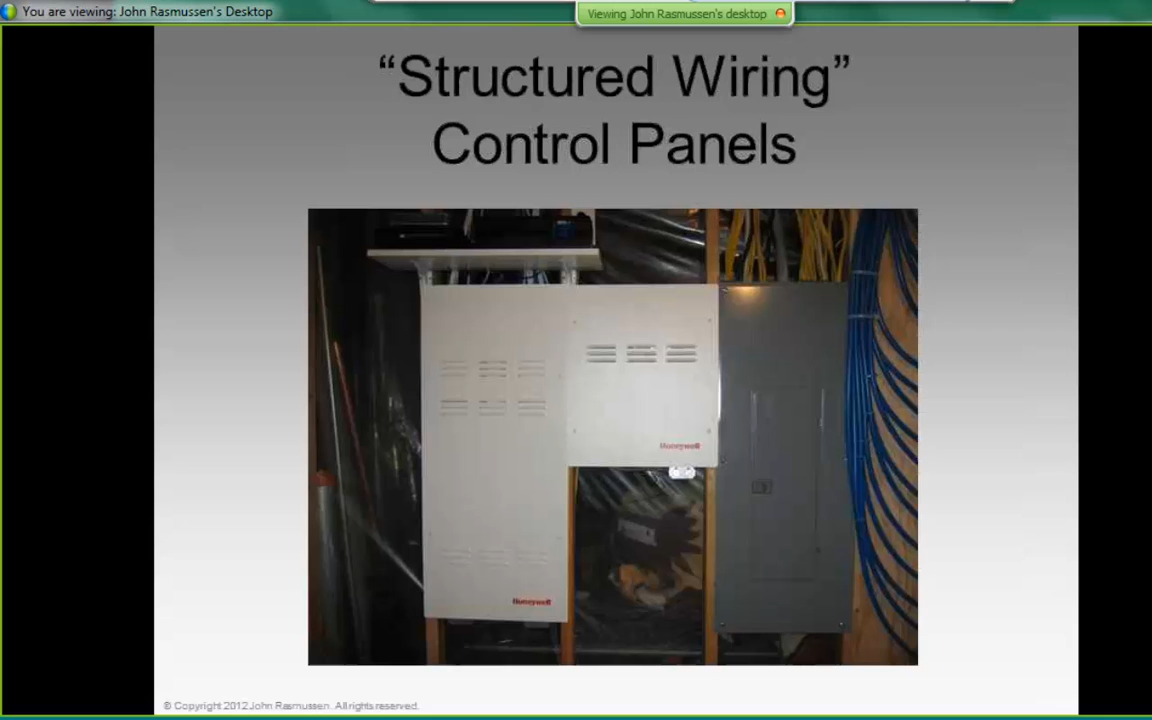 You are viewing: John Rasmussen's Desktop
Viewing John Rasmussen's desktop
“Structured Wiring”
Control Panels
Honeywell
Honeywell
© Copyright 2012 John Rasmussen. All rights reserved.